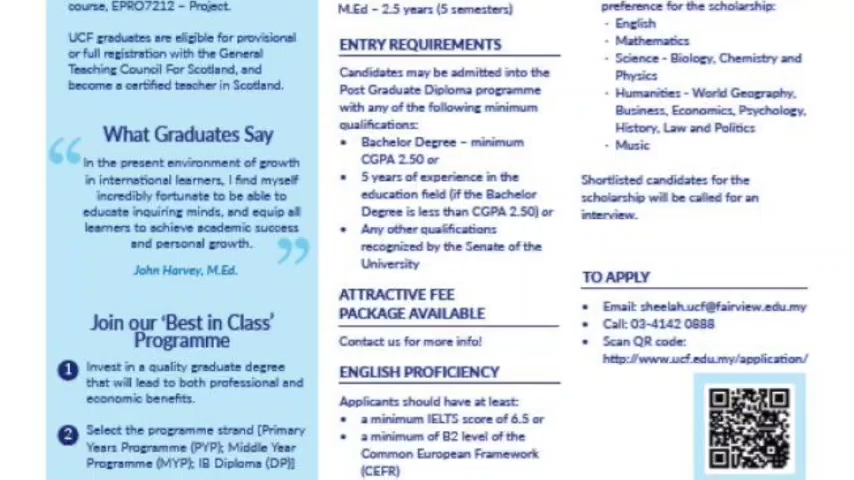 course, EPRO7212 – Project.
UCF graduates are eligible for provisional
or full registration with the General
Teaching Council For Scotland, and
become a certified teacher in Scotland.
What Graduates Say
“
In the present environment of growth
in international learners, I find myself
incredibly fortunate to be able to
educate inquiring minds, and equip all
learners to achieve academic success
and personal growth.
”
John Harvey, M.Ed.
Join our ‘Best in Class’
Programme
1 Invest in a quality graduate degree
that will lead to both professional and
economic benefits.
2 Select the programme strand [Primary
Years Programme (PYP); Middle Year
Programme (MYP); IB Diploma (DP)]
M.Ed – 2.5 years (5 semesters)
ENTRY REQUIREMENTS
Candidates may be admitted into the
Post Graduate Diploma programme
with any of the following minimum
qualifications:
• Bachelor Degree – minimum
CGPA 2.50 or
• 5 years of experience in the
education field (if the Bachelor
Degree is less than CGPA 2.50) or
• Any other qualifications
recognized by the Senate of the
University
ATTRACTIVE FEE
PACKAGE AVAILABLE
Contact us for more info!
ENGLISH PROFICIENCY
Applicants should have at least:
• a minimum IELTS score of 6.5 or
• a minimum of B2 level of the
Common European Framework
(CEFR)
preference for the scholarship:
- English
- Mathematics
- Science - Biology, Chemistry and
Physics
- Humanities - World Geography,
Business, Economics, Psychology,
History, Law and Politics
- Music
Shortlisted candidates for the
scholarship will be called for an
interview.
TO APPLY
• Email: sheelah.ucf@fairview.edu.my
• Call: 03-4142 0888
• Scan QR code:
http://www.ucf.edu.my/application/